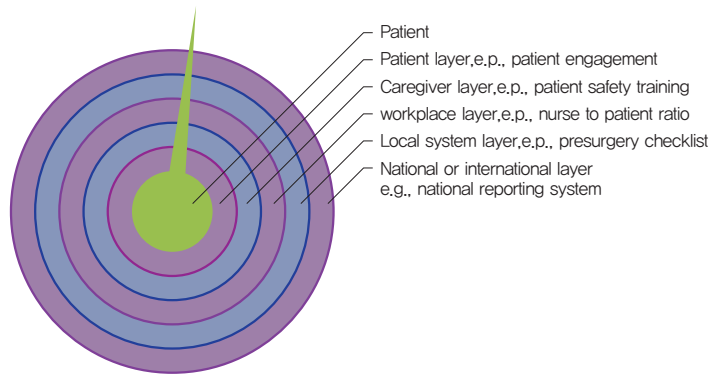 Patient
Patient layer,e.p., patient engagement
Caregiver layer,e.p., patient safety training
workplace layer,e.p., nurse to patient ratio
Local system layer,e.p., presurgery checklist
National or international layer
e.g., national reporting system